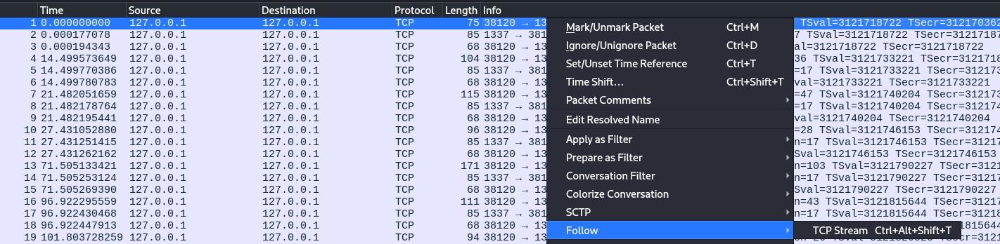 Time Source Destination Protocol Length Info
1 0.000000000 127.0.0.1 127.0.0.1 TCP 75 38120 → 13 TSval=3121718722 TSecr=312170362
2 0.000177078 127.0.0.1 127.0.0.1 TCP 85 1337 → 381 7 TSval=3121718722 TSecr=31217187
3 0.000194343 127.0.0.1 127.0.0.1 TCP 68 38120 → 13 al=3121718722 TSecr=3121718722
4 14.499573649 127.0.0.1 127.0.0.1 TCP 104 38120 → 13 36 TSval=3121733221 TSecr=3121718
5 14.499770386 127.0.0.1 127.0.0.1 TCP 85 1337 → 381 =17 TSval=3121733221 TSecr=312173
6 14.499780783 127.0.0.1 127.0.0.1 TCP 68 38120 → 13 val=3121733221 TSecr=3121733221
7 21.482051659 127.0.0.1 127.0.0.1 TCP 115 38120 → 13 =47 TSval=3121740204 TSecr=312173
8 21.482178764 127.0.0.1 127.0.0.1 TCP 85 1337 → 381 =17 TSval=3121740204 TSecr=312174
9 21.482195441 127.0.0.1 127.0.0.1 TCP 68 38120 → 13 Sval=3121740204 TSecr=3121740204
10 27.431052880 127.0.0.1 127.0.0.1 TCP 96 38120 → 13 =28 TSval=3121746153 TSecr=312174
11 27.431251415 127.0.0.1 127.0.0.1 TCP 85 1337 → 381 n=17 TSval=3121746153 TSecr=31217
12 27.431262162 127.0.0.1 127.0.0.1 TCP 68 38120 → 13 Sval=3121746153 TSecr=3121746153
13 71.505133421 127.0.0.1 127.0.0.1 TCP 171 38120 → 13 n=103 TSval=3121790227 TSecr=3121
14 71.505253124 127.0.0.1 127.0.0.1 TCP 85 1337 → 381 n=17 TSval=3121790227 TSecr=31217
15 71.505269390 127.0.0.1 127.0.0.1 TCP 68 38120 → 13 Sval=3121790227 TSecr=3121790227
16 96.922295559 127.0.0.1 127.0.0.1 TCP 111 38120 → 13 n=43 TSval=3121815644 TSecr=31217
17 96.922430468 127.0.0.1 127.0.0.1 TCP 85 1337 → 381 n=17 TSval=3121815644 TSecr=31218
18 96.922447913 127.0.0.1 127.0.0.1 TCP 68 38120 → 13
19 101.803728259 127.0.0.1 127.0.0.1 TCP 94 38120 → 13
Mark/Unmark Packet Ctrl+M
Ignore/Unignore Packet Ctrl+D
Set/Unset Time Reference Ctrl+T
Time Shift… Ctrl+Shift+T
Packet Comments
Edit Resolved Name
Apply as Filter
Prepare as Filter
Conversation Filter
Colorize Conversation
SCTP
Follow
TCP Stream Ctrl+Alt+Shift+T